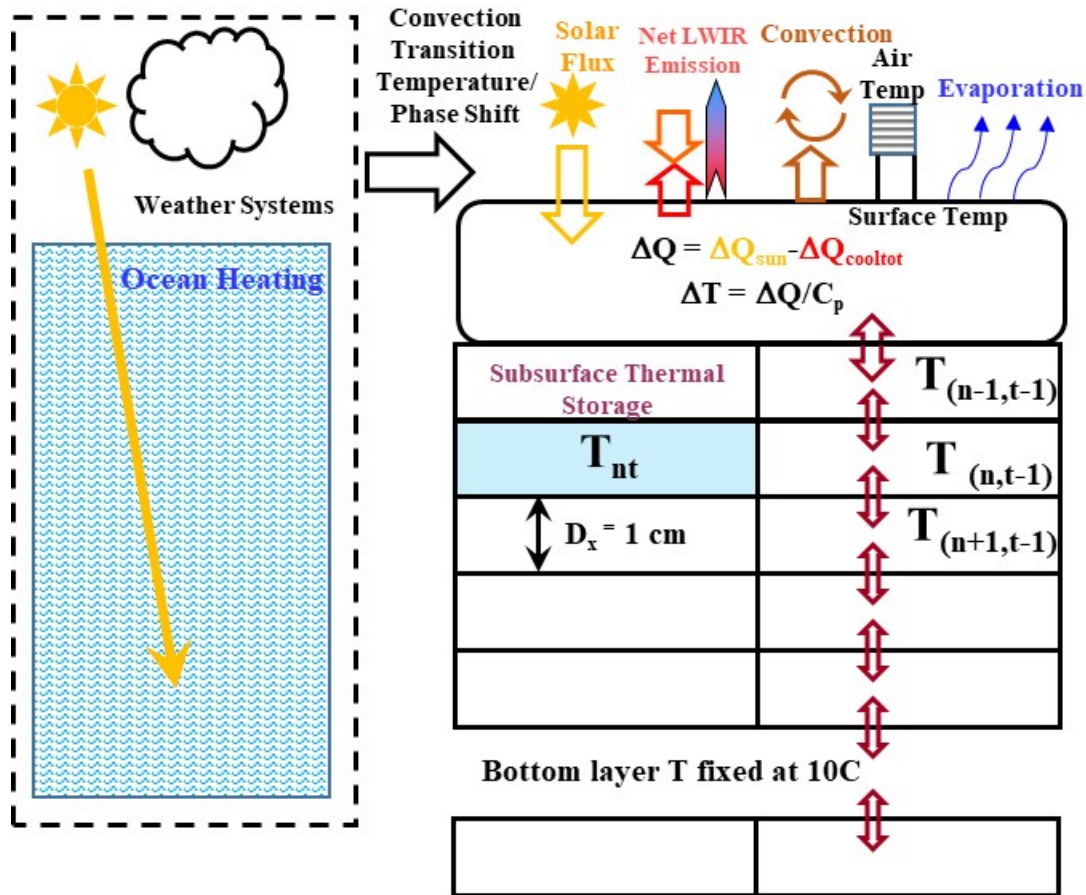 Convection
Transition
Temperature/
Phase Shift
Solar
Flux
Net LWIR
Emission
Convection
Air
Temp
Evaporation
Weather Systems
Surface Temp
Ocean Heating
ΔQ = ΔQsun-ΔQcooltot
ΔT = ΔQ/Cp
Subsurface Thermal
Storage
T(n-1,t-1)
Tnt
T (n,t-1)
Dx = 1 cm
T(n+1,t-1)
Bottom layer T fixed at 10C